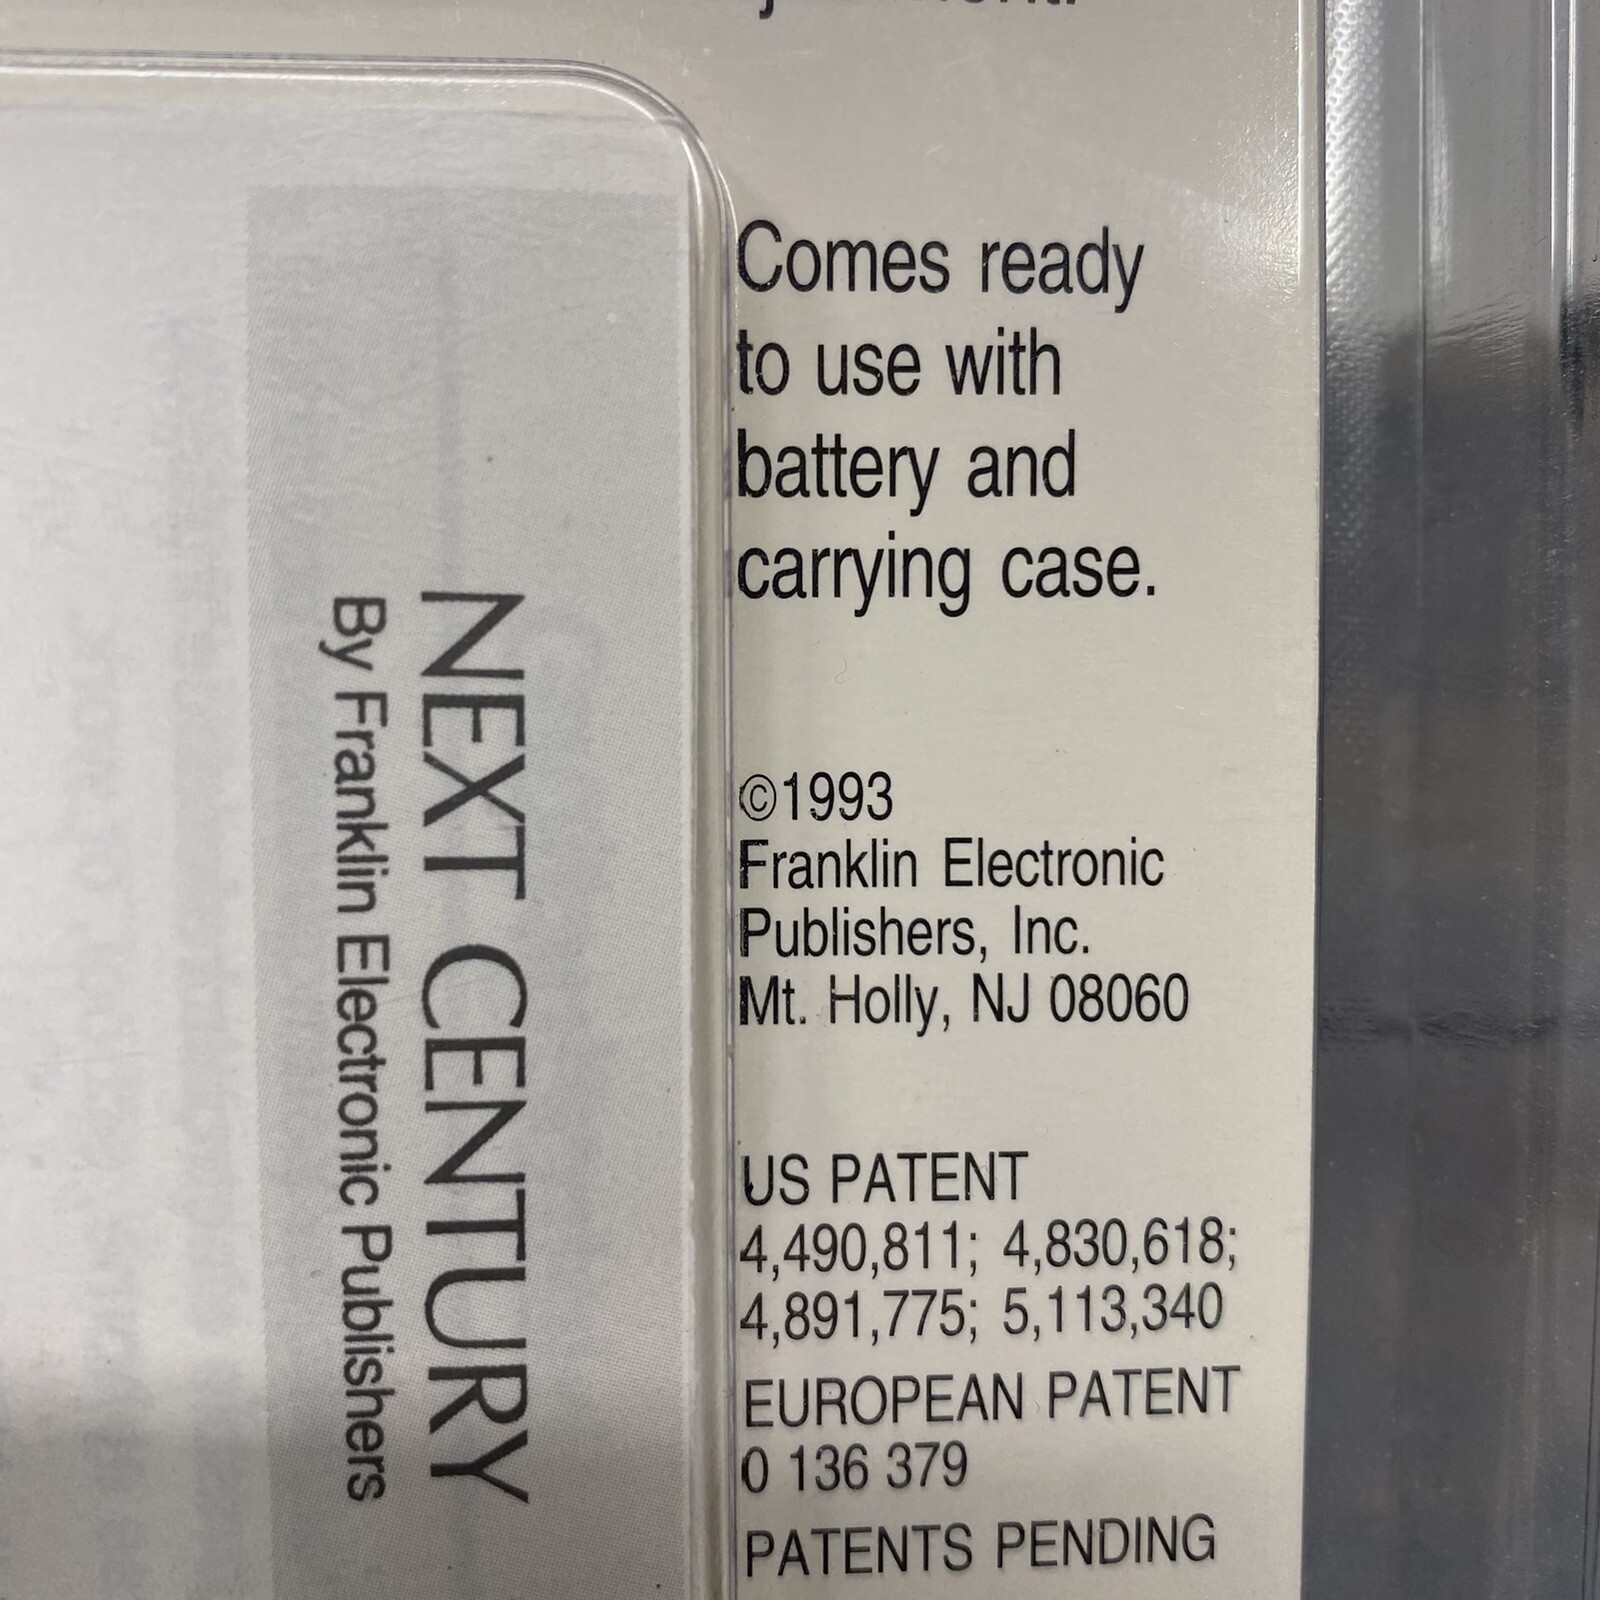 Comes ready
to use with
battery and
carrying case.
©1993
Franklin Electronic
Publishers, Inc.
Mt. Holly, NJ 08060
US PATENT
4,490,811; 4,830,618;
4,891,775; 5,113,340
EUROPEAN PATENT
0 136 379
PATENTS PENDING
NEXT CENTURY
By Franklin Electronic Publishers